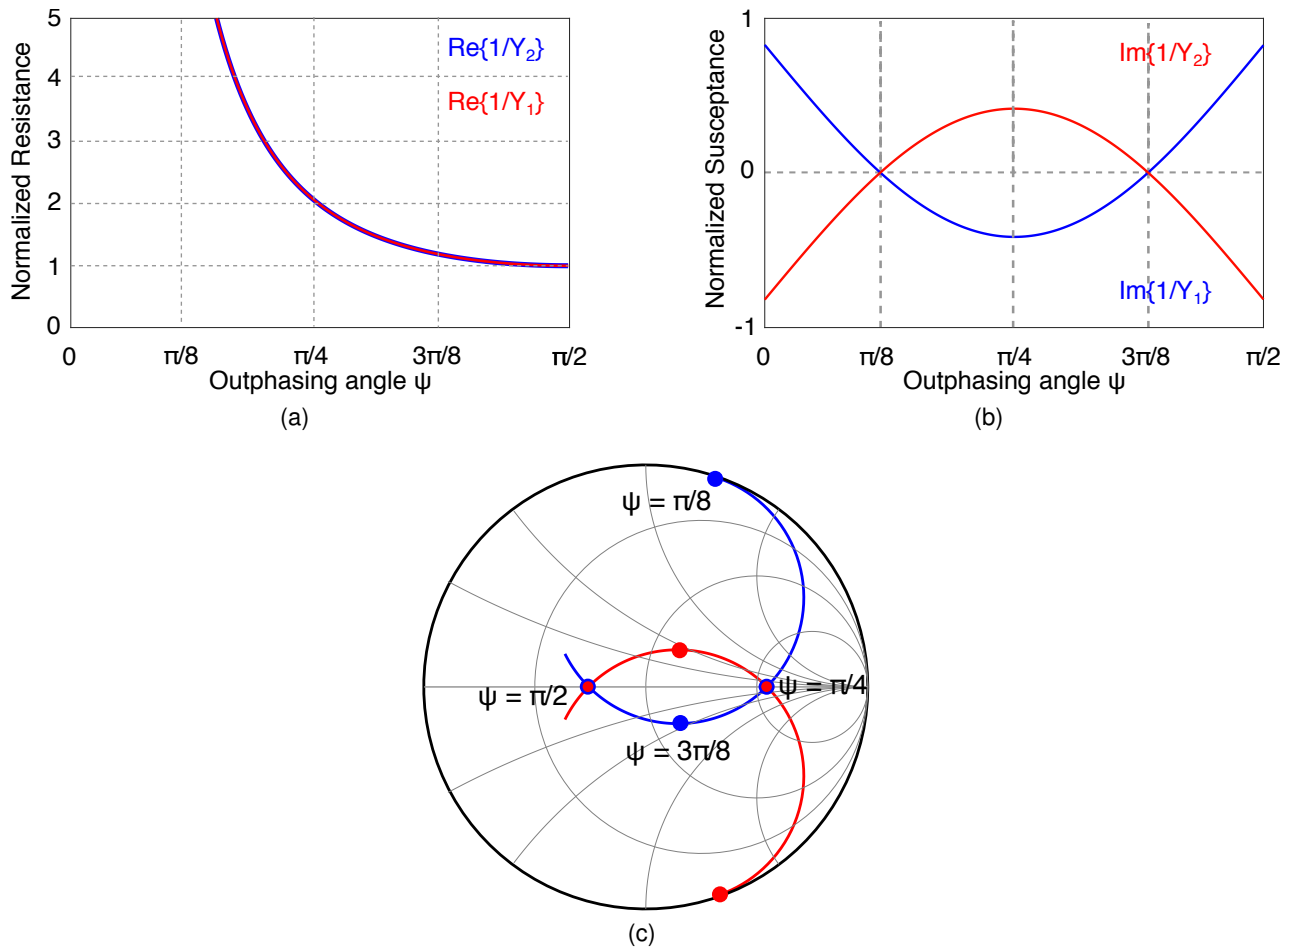 Normalized Resistance
5
4
3
2
1
0
Re{1/Y₂}
Re{1/Y₁}
0
π/8
π/4
3π/8
π/2
Outphasing angle ψ
(a)
Normalized Susceptance
1
0
-1
Im{1/Y₂}
Im{1/Y₁}
0
π/8
π/4
3π/8
π/2
Outphasing angle ψ
(b)
ψ = π/8
ψ = π/2
ψ = π/4
ψ = 3π/8
(c)